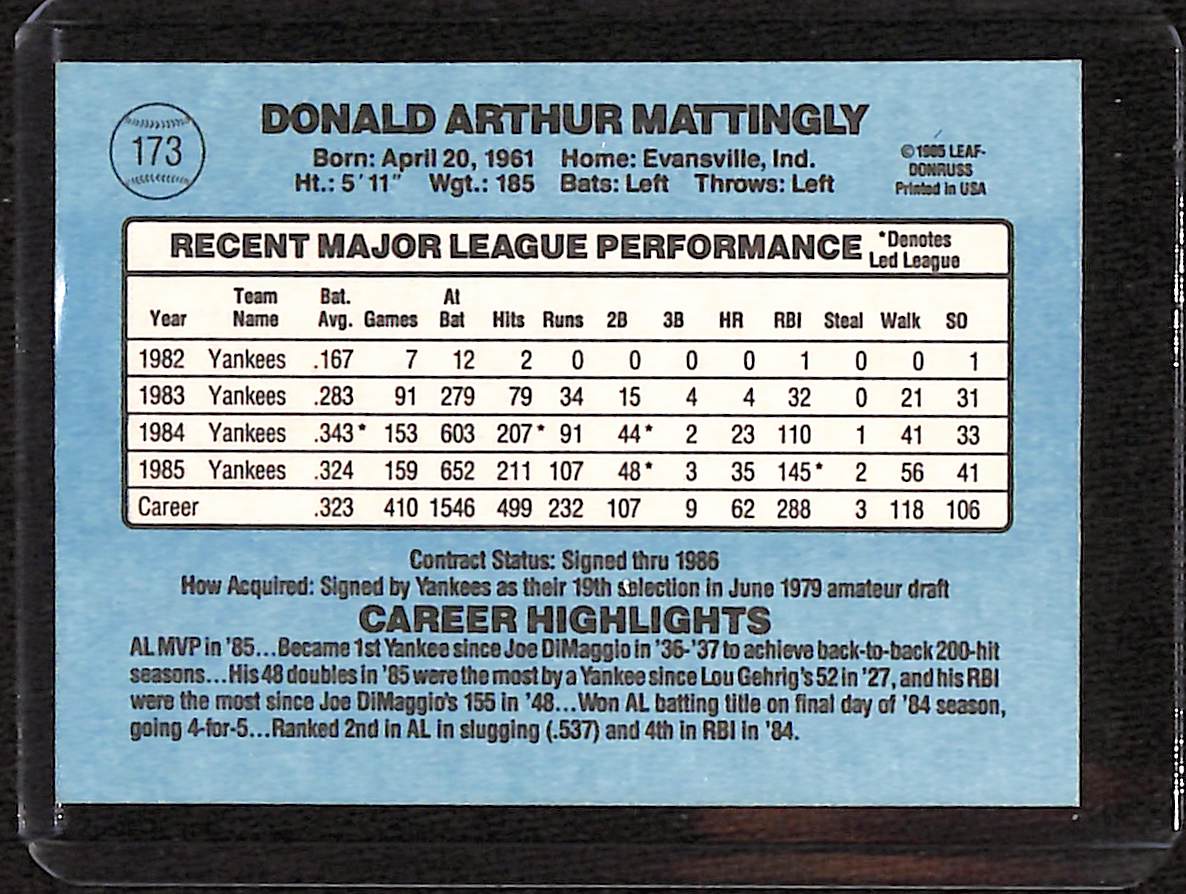 173
DONALD ARTHUR MATTINGLY
Born: April 20, 1961 Home: Evansville, Ind.
Ht.: 5'11" Wgt.: 185 Bats: Left Throws: Left
©1985 LEAF-
DONRUSS
Printed in USA
RECENT MAJOR LEAGUE PERFORMANCE *Denotes
Led League
Year Team Name Bat. Avg. Games At Bat Hits Runs 2B 3B HR RBI Steal Walk SO
1982 Yankees .167 7 12 2 0 0 0 0 1 0 0 1
1983 Yankees .283 91 279 79 34 15 4 4 32 0 21 31
1984 Yankees .343* 153 603 207* 91 44* 2 23 110 1 41 33
1985 Yankees .324 159 652 211 107 48* 3 35 145* 2 56 41
Career .323 410 1546 499 232 107 9 62 288 3 118 106
Contract Status: Signed thru 1986
How Acquired: Signed by Yankees as their 19th selection in June 1979 amateur draft
CAREER HIGHLIGHTS
AL MVP in '85...Became 1st Yankee since Joe DiMaggio in '36-'37 to achieve back-to-back 200-hit
seasons...His 48 doubles in '85 were the most by a Yankee since Lou Gehrig's 52 in '27, and his RBI
were the most since Joe DiMaggio's 155 in '48...Won AL batting title on final day of '84 season,
going 4-for-5...Ranked 2nd in AL in slugging (.537) and 4th in RBI in '84.